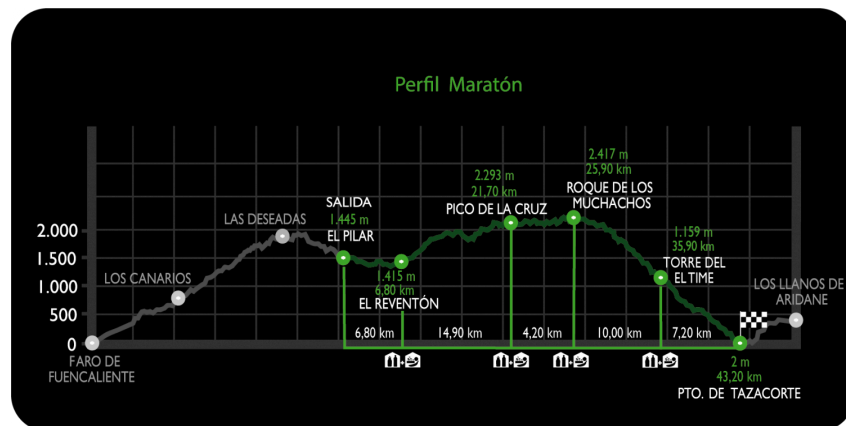 Perfil Maratón
2.417 m
25,90 km
2.293 m
21,70 km
ROQUE DE LOS
MUCHACHOS
SALIDA
PICO DE LA CRUZ
LAS DESEADAS
1.445 m
EL PILAR
1.159 m
35,90 km
TORRE DEL
EL TIME
2.000
1.500
1.000
500
0
LOS CANARIOS
1.415 m
6,80 km
EL REVENTÓN
LOS LLANOS DE
ARIDANE
6,80 km
14,90 km
4,20 km
10,00 km
7,20 km
FARO DE
FUENCALIENTE
2 m
43,20 km
PTO. DE TAZACORTE